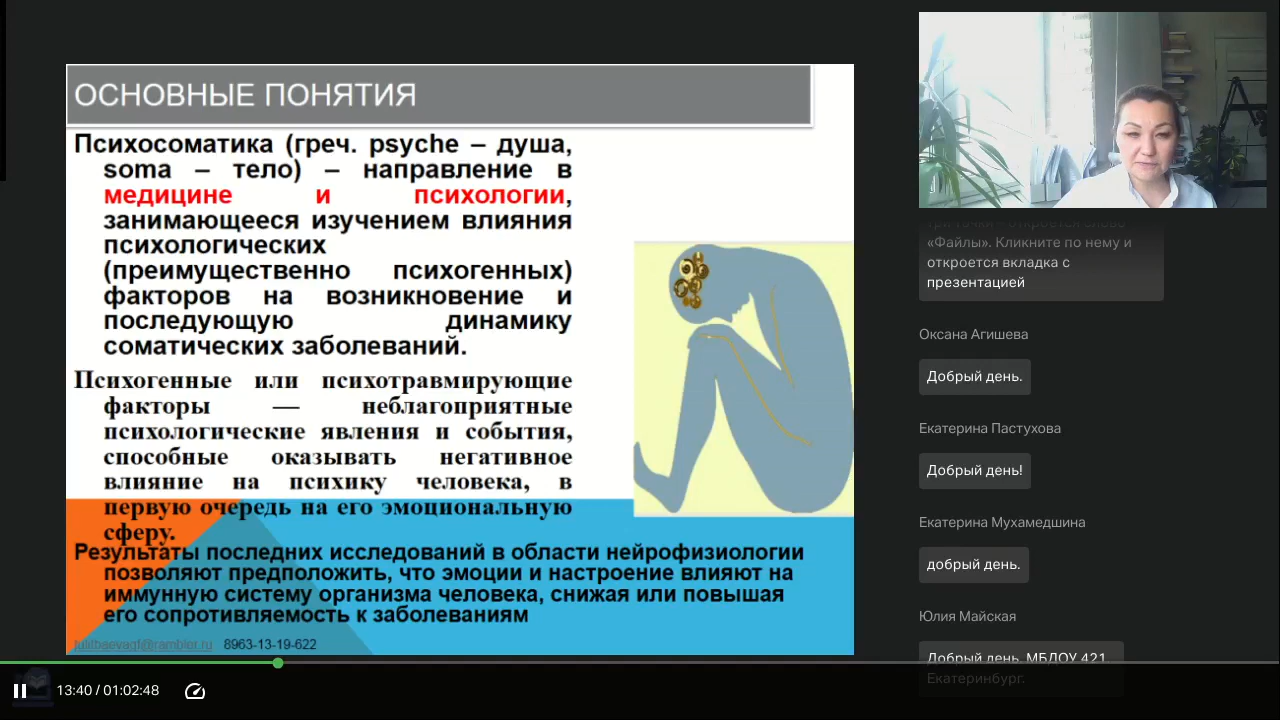 ОСНОВНЫЕ ПОНЯТИЯ
Психосоматика (греч. psyche – душа,
soma – тело) – направление в
медицине и психологии,
занимающееся изучением влияния
психологических
(преимущественно психогенных)
факторов на возникновение и
последующую динамику
соматических заболеваний.
Психогенные или психотравмирующие
факторы — неблагоприятные
психологические явления и события,
способные оказывать негативное
влияние на психику человека, в
первую очередь на его эмоциональную
сферу.
Результаты последних исследований в области нейрофизиологии
позволяют предположить, что эмоции и настроение влияют на
иммунную систему организма человека, снижая или повышая
его сопротивляемость к заболеваниям
8963-13-19-622
«Файлы». Кликните по нему и
откроется вкладка с
презентацией
Оксана Агишева
Добрый день.
Екатерина Пастухова
Добрый день!
Екатерина Мухамедшина
добрый день.
Юлия Майская
Добрый день. МБДОУ 421
Екатеринбург.
13:40 / 01:02:48